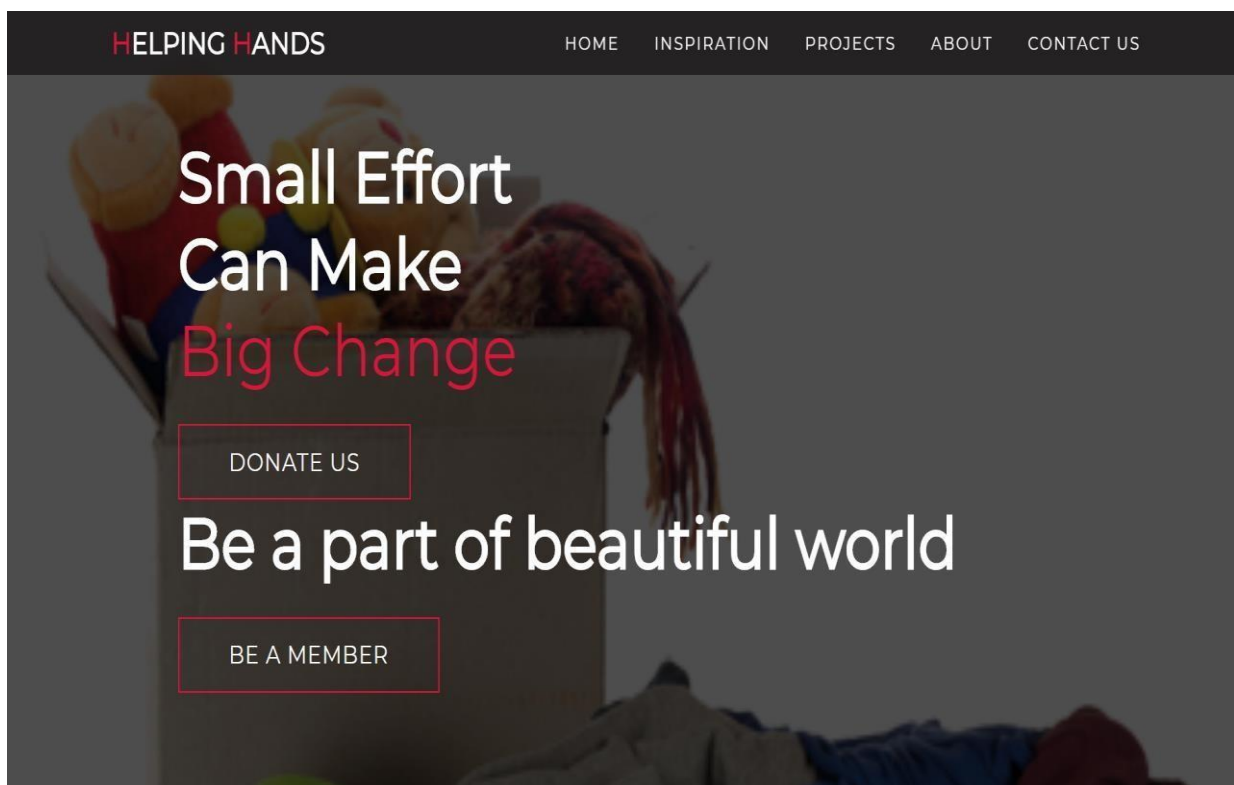 HELPING HANDS
HOME INSPIRATION PROJECTS ABOUT CONTACT US
Small Effort
Can Make
Big Change
DONATE US
Be a part of beautiful world
BE A MEMBER